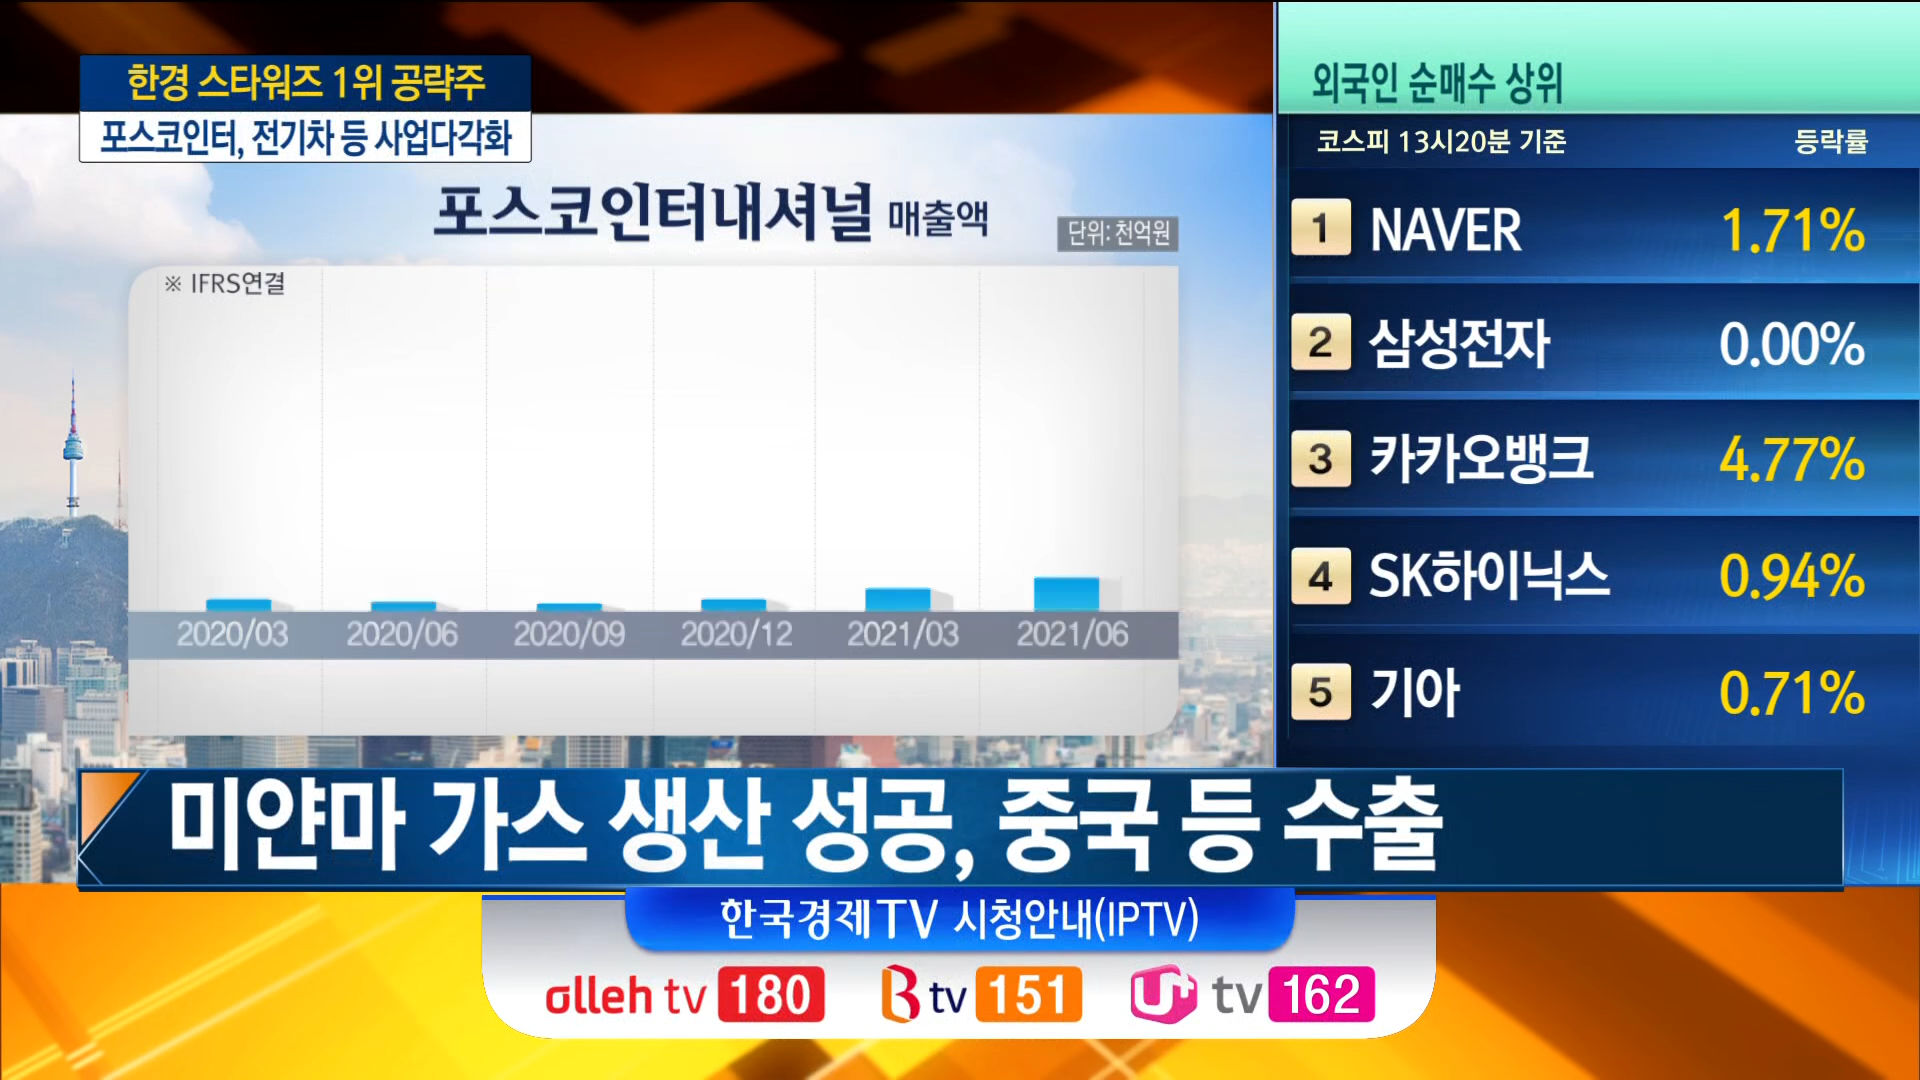 한경 스타워즈 1위 공략주
포스코인터, 전기차 등 사업다각화
포스코인터내셔널 매출액
단위: 천억원
※ IFRS연결
2020/03 2020/06 2020/09 2020/12 2021/03 2021/06
외국인 순매수 상위
코스피 13시20분 기준 등락률
1 NAVER 1.71%
2 삼성전자 0.00%
3 카카오뱅크 4.77%
4 SK하이닉스 0.94%
5 기아 0.71%
미얀마 가스 생산 성공, 중국 등 수출
한국경제TV 시청안내(IPTV)
olleh tv 180 B tv 151 U+ tv 162